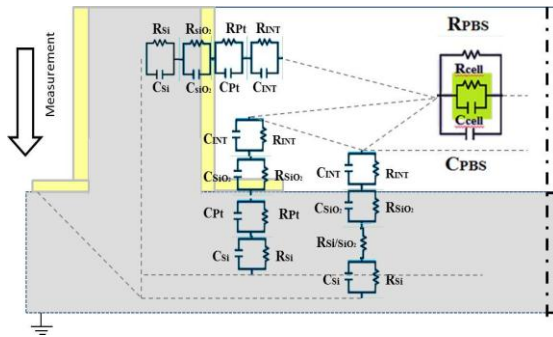 Measurement
RSi RSiO2 RPt RINT
CSi CSiO2 CPt CINT
RPBS
Rcell
Ccell
CPBS
CINT RINT
CSiO2 RSiO2
CPt RPt
CSi RSi
CINT RINT
CSiO2 RSiO2
RSi/SiO2
CSi RSi